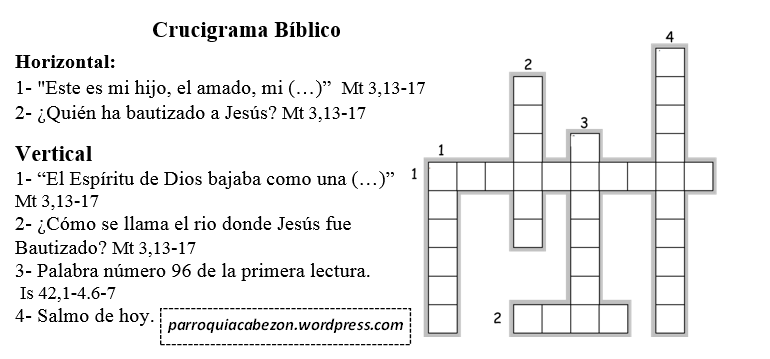 Crucigrama Bíblico
Horizontal:
1- "Este es mi hijo, el amado, mi (…)” Mt 3,13-17
2- ¿Quién ha bautizado a Jesús? Mt 3,13-17
Vertical
1- “El Espíritu de Dios bajaba como una (…)”
Mt 3,13-17
2- ¿Cómo se llama el rio donde Jesús fue
Bautizado? Mt 3,13-17
3- Palabra número 96 de la primera lectura.
Is 42,1-4.6-7
4- Salmo de hoy.
parroquiacabezon.wordpress.com
4
2
3
1
1
2